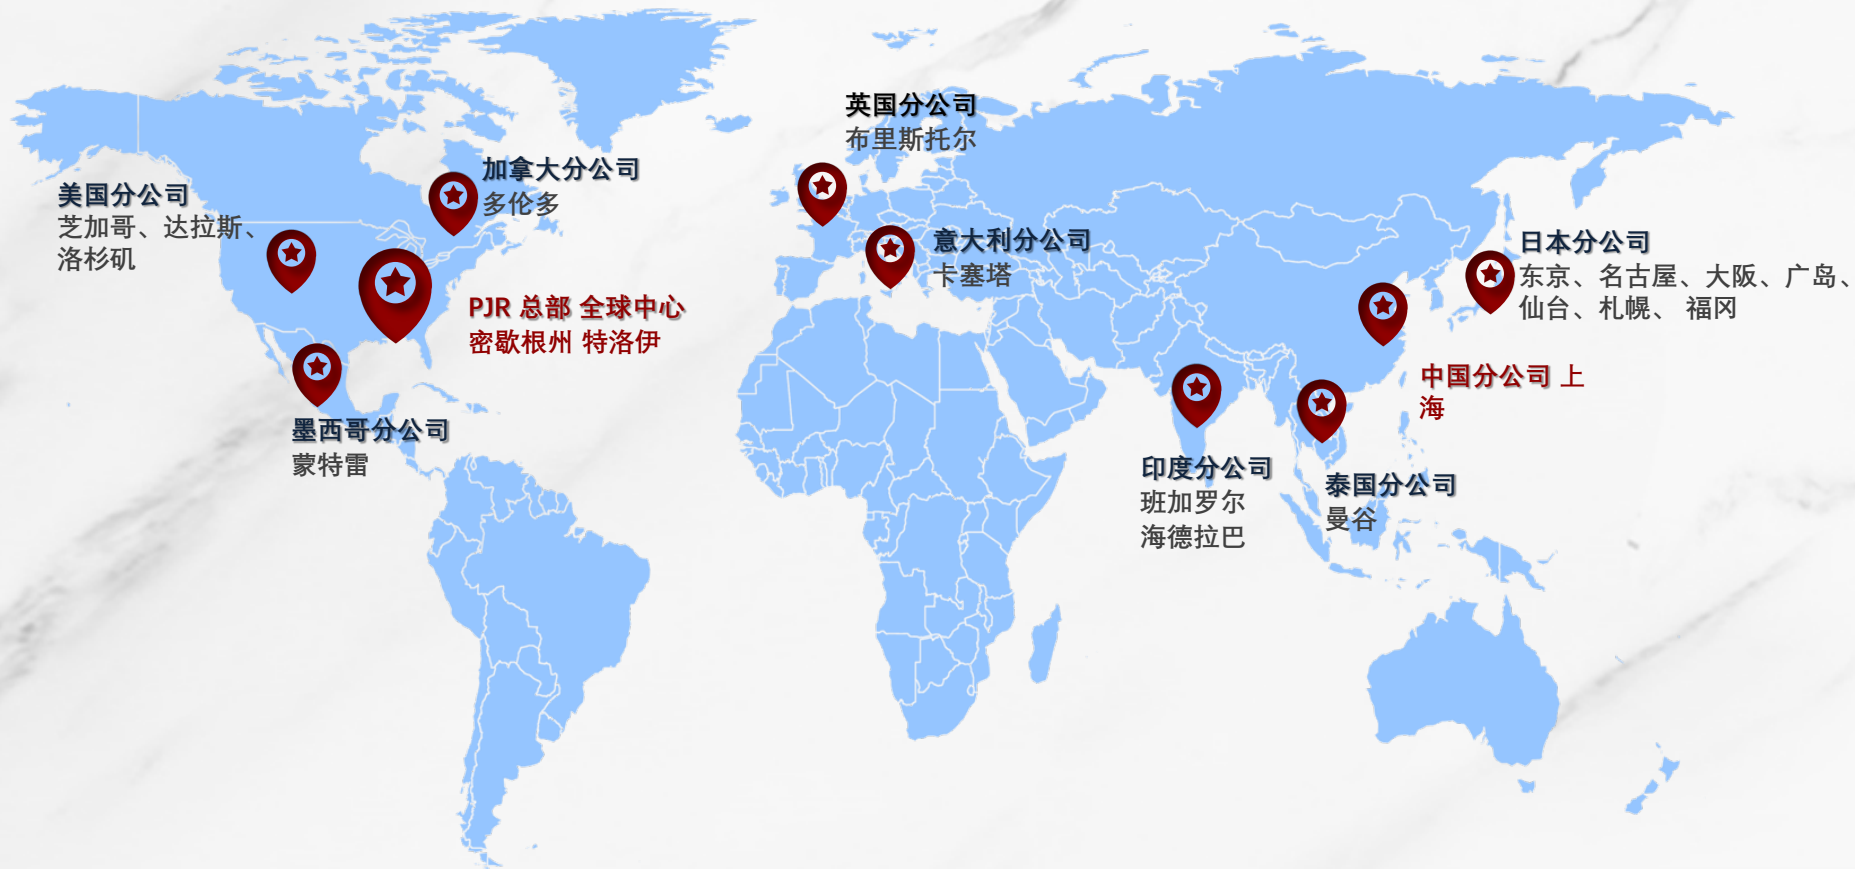 英国分公司
布里斯托尔
加拿大分公司
多伦多
美国分公司
芝加哥、达拉斯、
洛杉矶
意大利分公司
卡塞塔
日本分公司
东京、名古屋、大阪、广岛、
仙台、札幌、 福冈
PJR 总部 全球中心
密歇根州 特洛伊
中国分公司 上
海
墨西哥分公司
蒙特雷
印度分公司
班加罗尔
海德拉巴
泰国分公司
曼谷